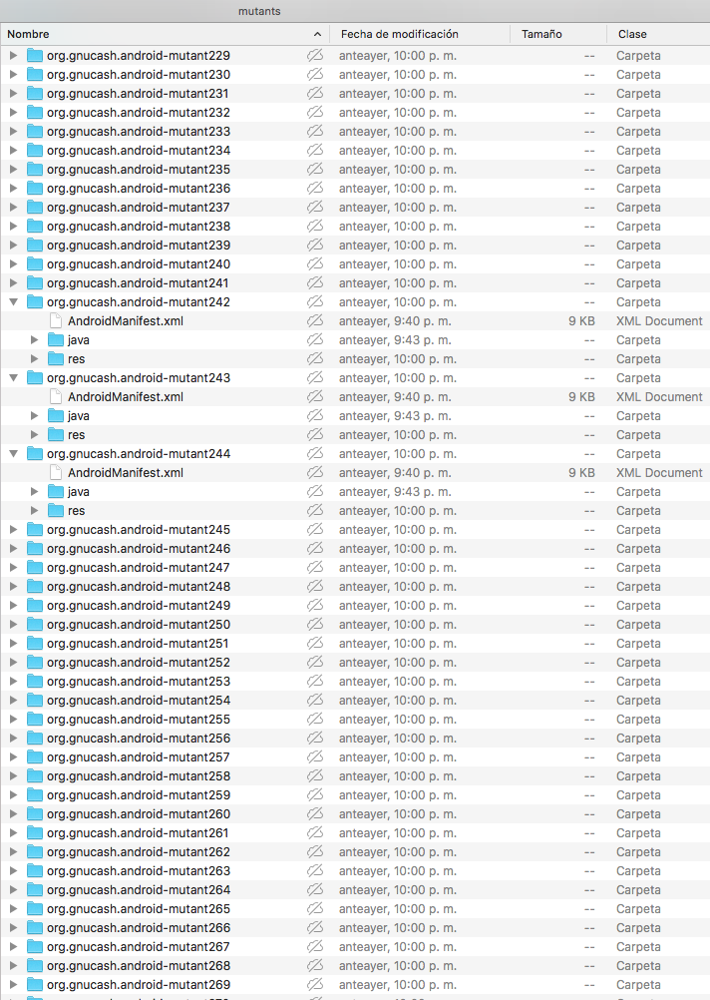 mutants
Nombre Fecha de modificación Tamaño Clase
org.gnucash.android-mutant229 anteayer, 10:00 p. m. -- Carpeta
org.gnucash.android-mutant230 anteayer, 10:00 p. m. -- Carpeta
org.gnucash.android-mutant231 anteayer, 10:00 p. m. -- Carpeta
org.gnucash.android-mutant232 anteayer, 10:00 p. m. -- Carpeta
org.gnucash.android-mutant233 anteayer, 10:00 p. m. -- Carpeta
org.gnucash.android-mutant234 anteayer, 10:00 p. m. -- Carpeta
org.gnucash.android-mutant235 anteayer, 10:00 p. m. -- Carpeta
org.gnucash.android-mutant236 anteayer, 10:00 p. m. -- Carpeta
org.gnucash.android-mutant237 anteayer, 10:00 p. m. -- Carpeta
org.gnucash.android-mutant238 anteayer, 10:00 p. m. -- Carpeta
org.gnucash.android-mutant239 anteayer, 10:00 p. m. -- Carpeta
org.gnucash.android-mutant240 anteayer, 10:00 p. m. -- Carpeta
org.gnucash.android-mutant241 anteayer, 10:00 p. m. -- Carpeta
org.gnucash.android-mutant242 anteayer, 10:00 p. m. -- Carpeta
AndroidManifest.xml anteayer, 9:40 p. m. 9 KB XML Document
java anteayer, 9:43 p. m. -- Carpeta
res anteayer, 10:00 p. m. -- Carpeta
org.gnucash.android-mutant243 anteayer, 10:00 p. m. -- Carpeta
AndroidManifest.xml anteayer, 9:40 p. m. 9 KB XML Document
java anteayer, 9:43 p. m. -- Carpeta
res anteayer, 10:00 p. m. -- Carpeta
org.gnucash.android-mutant244 anteayer, 10:00 p. m. -- Carpeta
AndroidManifest.xml anteayer, 9:40 p. m. 9 KB XML Document
java anteayer, 9:43 p. m. -- Carpeta
res anteayer, 10:00 p. m. -- Carpeta
org.gnucash.android-mutant245 anteayer, 10:00 p. m. -- Carpeta
org.gnucash.android-mutant246 anteayer, 10:00 p. m. -- Carpeta
org.gnucash.android-mutant247 anteayer, 10:00 p. m. -- Carpeta
org.gnucash.android-mutant248 anteayer, 10:00 p. m. -- Carpeta
org.gnucash.android-mutant249 anteayer, 10:00 p. m. -- Carpeta
org.gnucash.android-mutant250 anteayer, 10:00 p. m. -- Carpeta
org.gnucash.android-mutant251 anteayer, 10:00 p. m. -- Carpeta
org.gnucash.android-mutant252 anteayer, 10:00 p. m. -- Carpeta
org.gnucash.android-mutant253 anteayer, 10:00 p. m. -- Carpeta
org.gnucash.android-mutant254 anteayer, 10:00 p. m. -- Carpeta
org.gnucash.android-mutant255 anteayer, 10:00 p. m. -- Carpeta
org.gnucash.android-mutant256 anteayer, 10:00 p. m. -- Carpeta
org.gnucash.android-mutant257 anteayer, 10:00 p. m. -- Carpeta
org.gnucash.android-mutant258 anteayer, 10:00 p. m. -- Carpeta
org.gnucash.android-mutant259 anteayer, 10:00 p. m. -- Carpeta
org.gnucash.android-mutant260 anteayer, 10:00 p. m. -- Carpeta
org.gnucash.android-mutant261 anteayer, 10:00 p. m. -- Carpeta
org.gnucash.android-mutant262 anteayer, 10:00 p. m. -- Carpeta
org.gnucash.android-mutant263 anteayer, 10:00 p. m. -- Carpeta
org.gnucash.android-mutant264 anteayer, 10:00 p. m. -- Carpeta
org.gnucash.android-mutant265 anteayer, 10:00 p. m. -- Carpeta
org.gnucash.android-mutant266 anteayer, 10:00 p. m. -- Carpeta
org.gnucash.android-mutant267 anteayer, 10:00 p. m. -- Carpeta
org.gnucash.android-mutant268 anteayer, 10:00 p. m. -- Carpeta
org.gnucash.android-mutant269 anteayer, 10:00 p. m. -- Carpeta